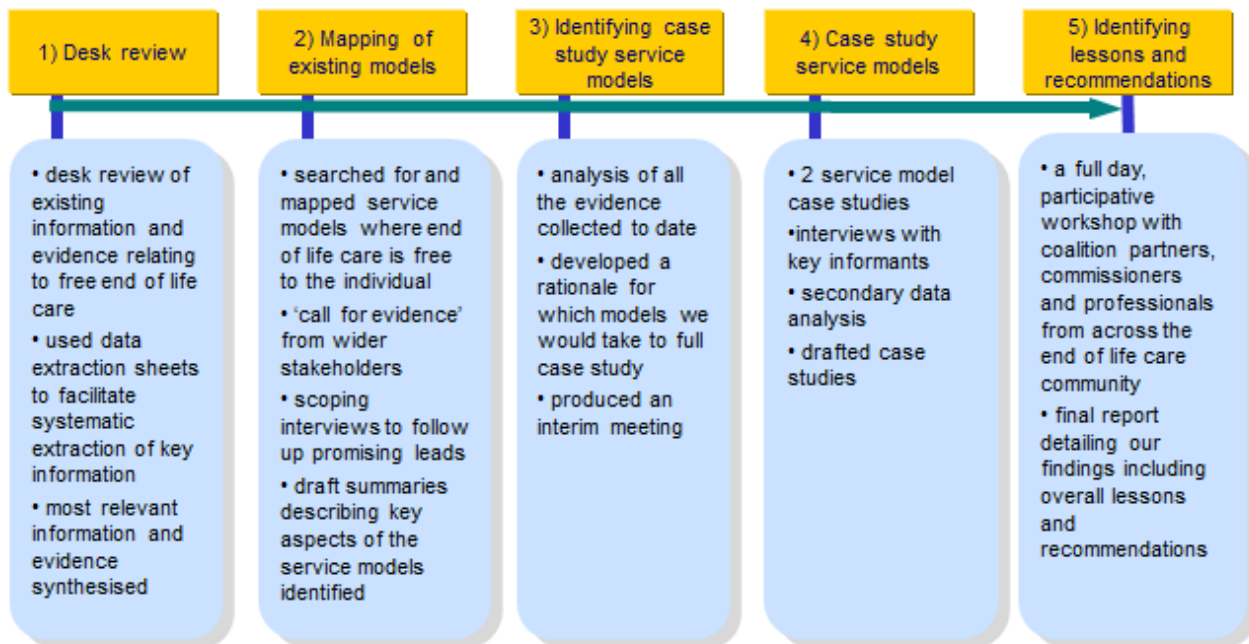 1) Desk review
2) Mapping of
existing models
3) Identifying case
study service
models
4) Case study
service models
5) Identifying
lessons and
recommendations
• desk review of
existing
information and
evidence relating
to free end of life
care
• used data
extraction sheets
to facilitate
systematic
extraction of key
information
• most relevant
information and
evidence
synthesised
• searched for and
mapped service
models where end
of life care is free
to the individual
• ‘call for evidence’
from wider
stakeholders
• scoping
interviews to follow
up promising leads
• draft summaries
describing key
aspects of the
service models
identified
• analysis of all
the evidence
collected to date
• developed a
rationale for
which models we
would take to full
case study
• produced an
interim meeting
• 2 service model
case studies
•interviews with
key informants
• secondary data
analysis
• drafted case
studies
• a full day,
participative
workshop with
coalition partners,
commissioners
and professionals
from across the
end of life care
community
• final report
detailing our
findings including
overall lessons
and
recommendations